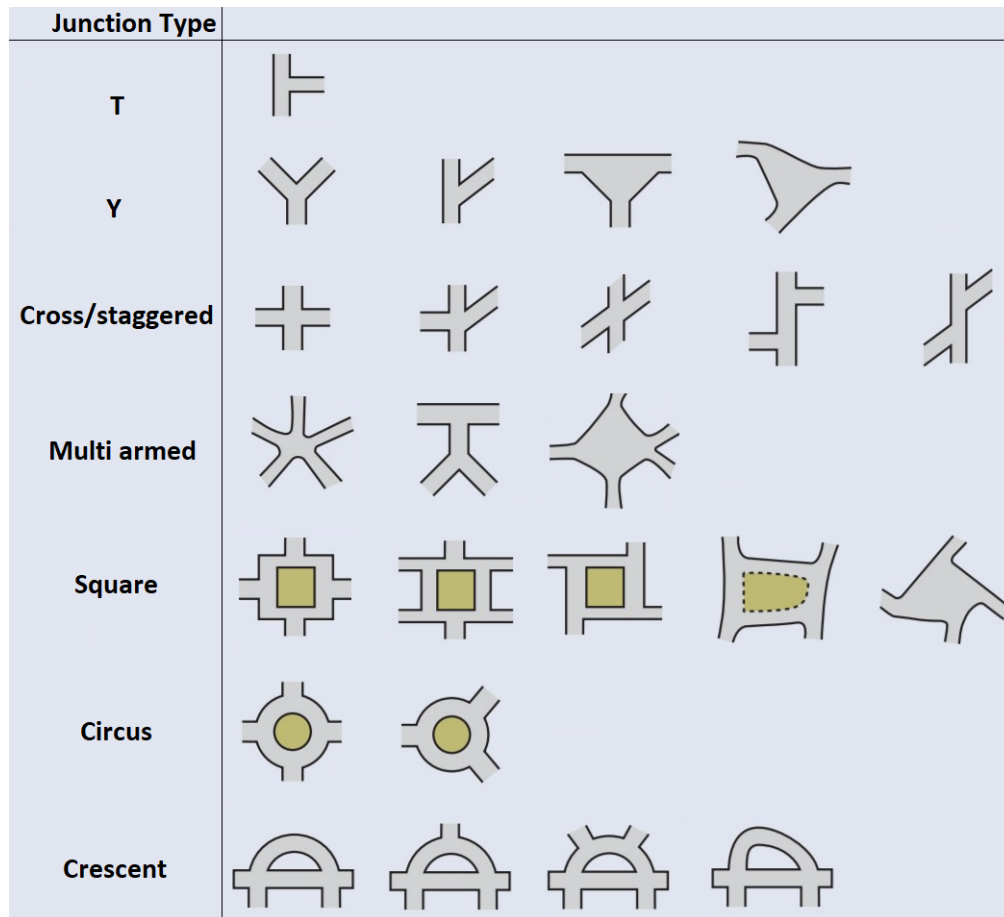 Junction Type
T
Y
Cross/staggered
Multi armed
Square
Circus
Crescent